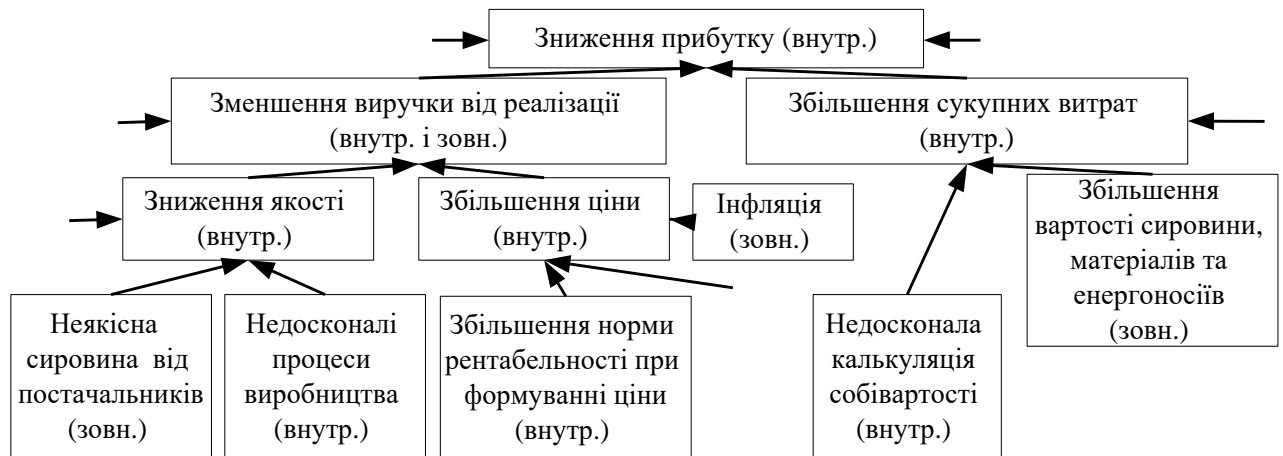 Зниження прибутку (внутр.)
Зменшення виручки від реалізації
(внутр. і зовн.)
Збільшення сукупних витрат
(внутр.)
Зниження якості
(внутр.)
Збільшення ціни
(внутр.)
Інфляція
(зовн.)
Збільшення
вартості сировини,
матеріалів та
енергоносіїв
(зовн.)
Неякісна
сировина від
постачальників
(зовн.)
Недосконалі
процеси
виробництва
(внутр.)
Збільшення норми
рентабельності при
формуванні ціни
(внутр.)
Недосконала
калькуляція
собівартості
(внутр.)